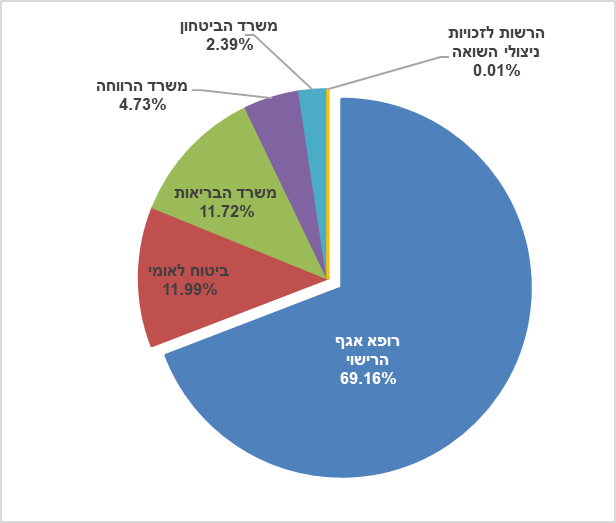 משרד הביטחון
2.39%
הרשות לזכויות
ניצולי השואה
0.01%
משרד הרווחה
4.73%
משרד הבריאות
11.72%
ביטוח לאומי
11.99%
רופא אגף
הרישוי
69.16%